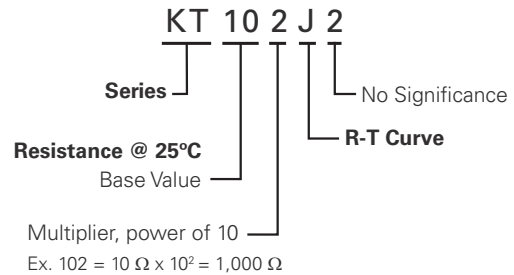 KT 10 2 J 2
Series
No Significance
R-T Curve
Resistance @ 25ºC
Base Value
Multiplier, power of 10
Ex. 102 = 10 Ω x 10² = 1,000 Ω